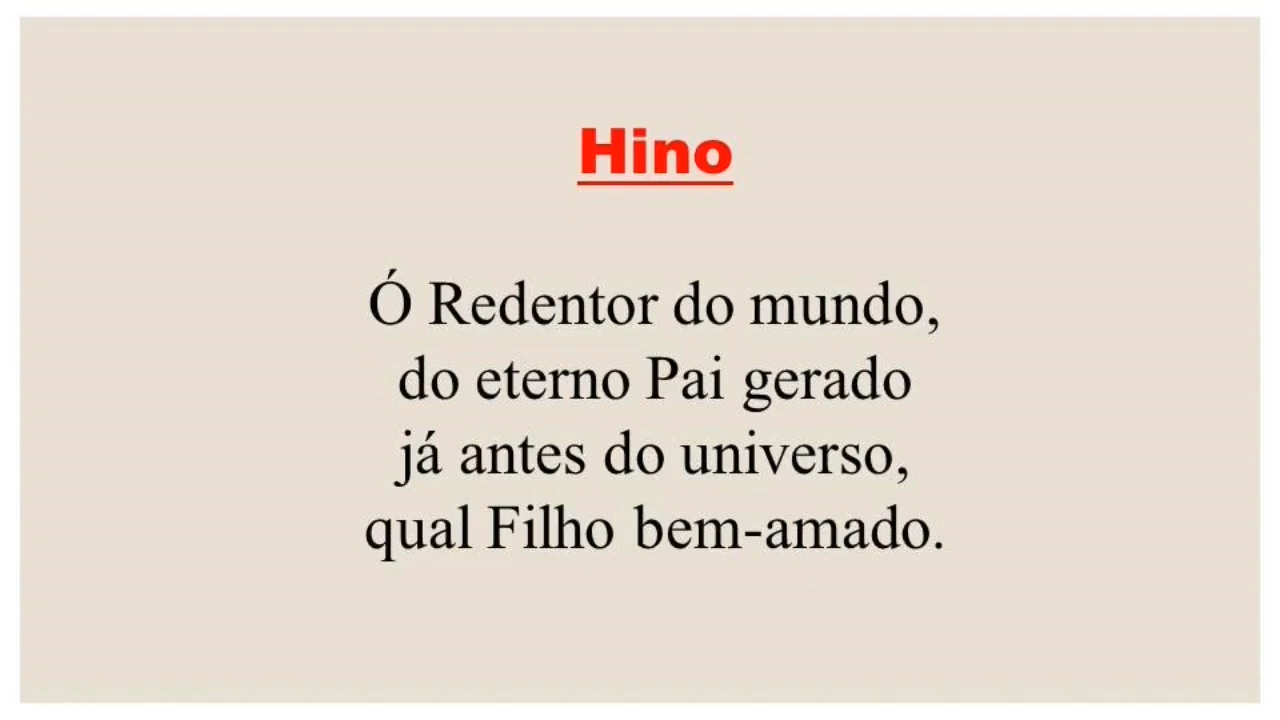 Hino
Ó Redentor do mundo,
do eterno Pai gerado
já antes do universo,
qual Filho bem-amado.